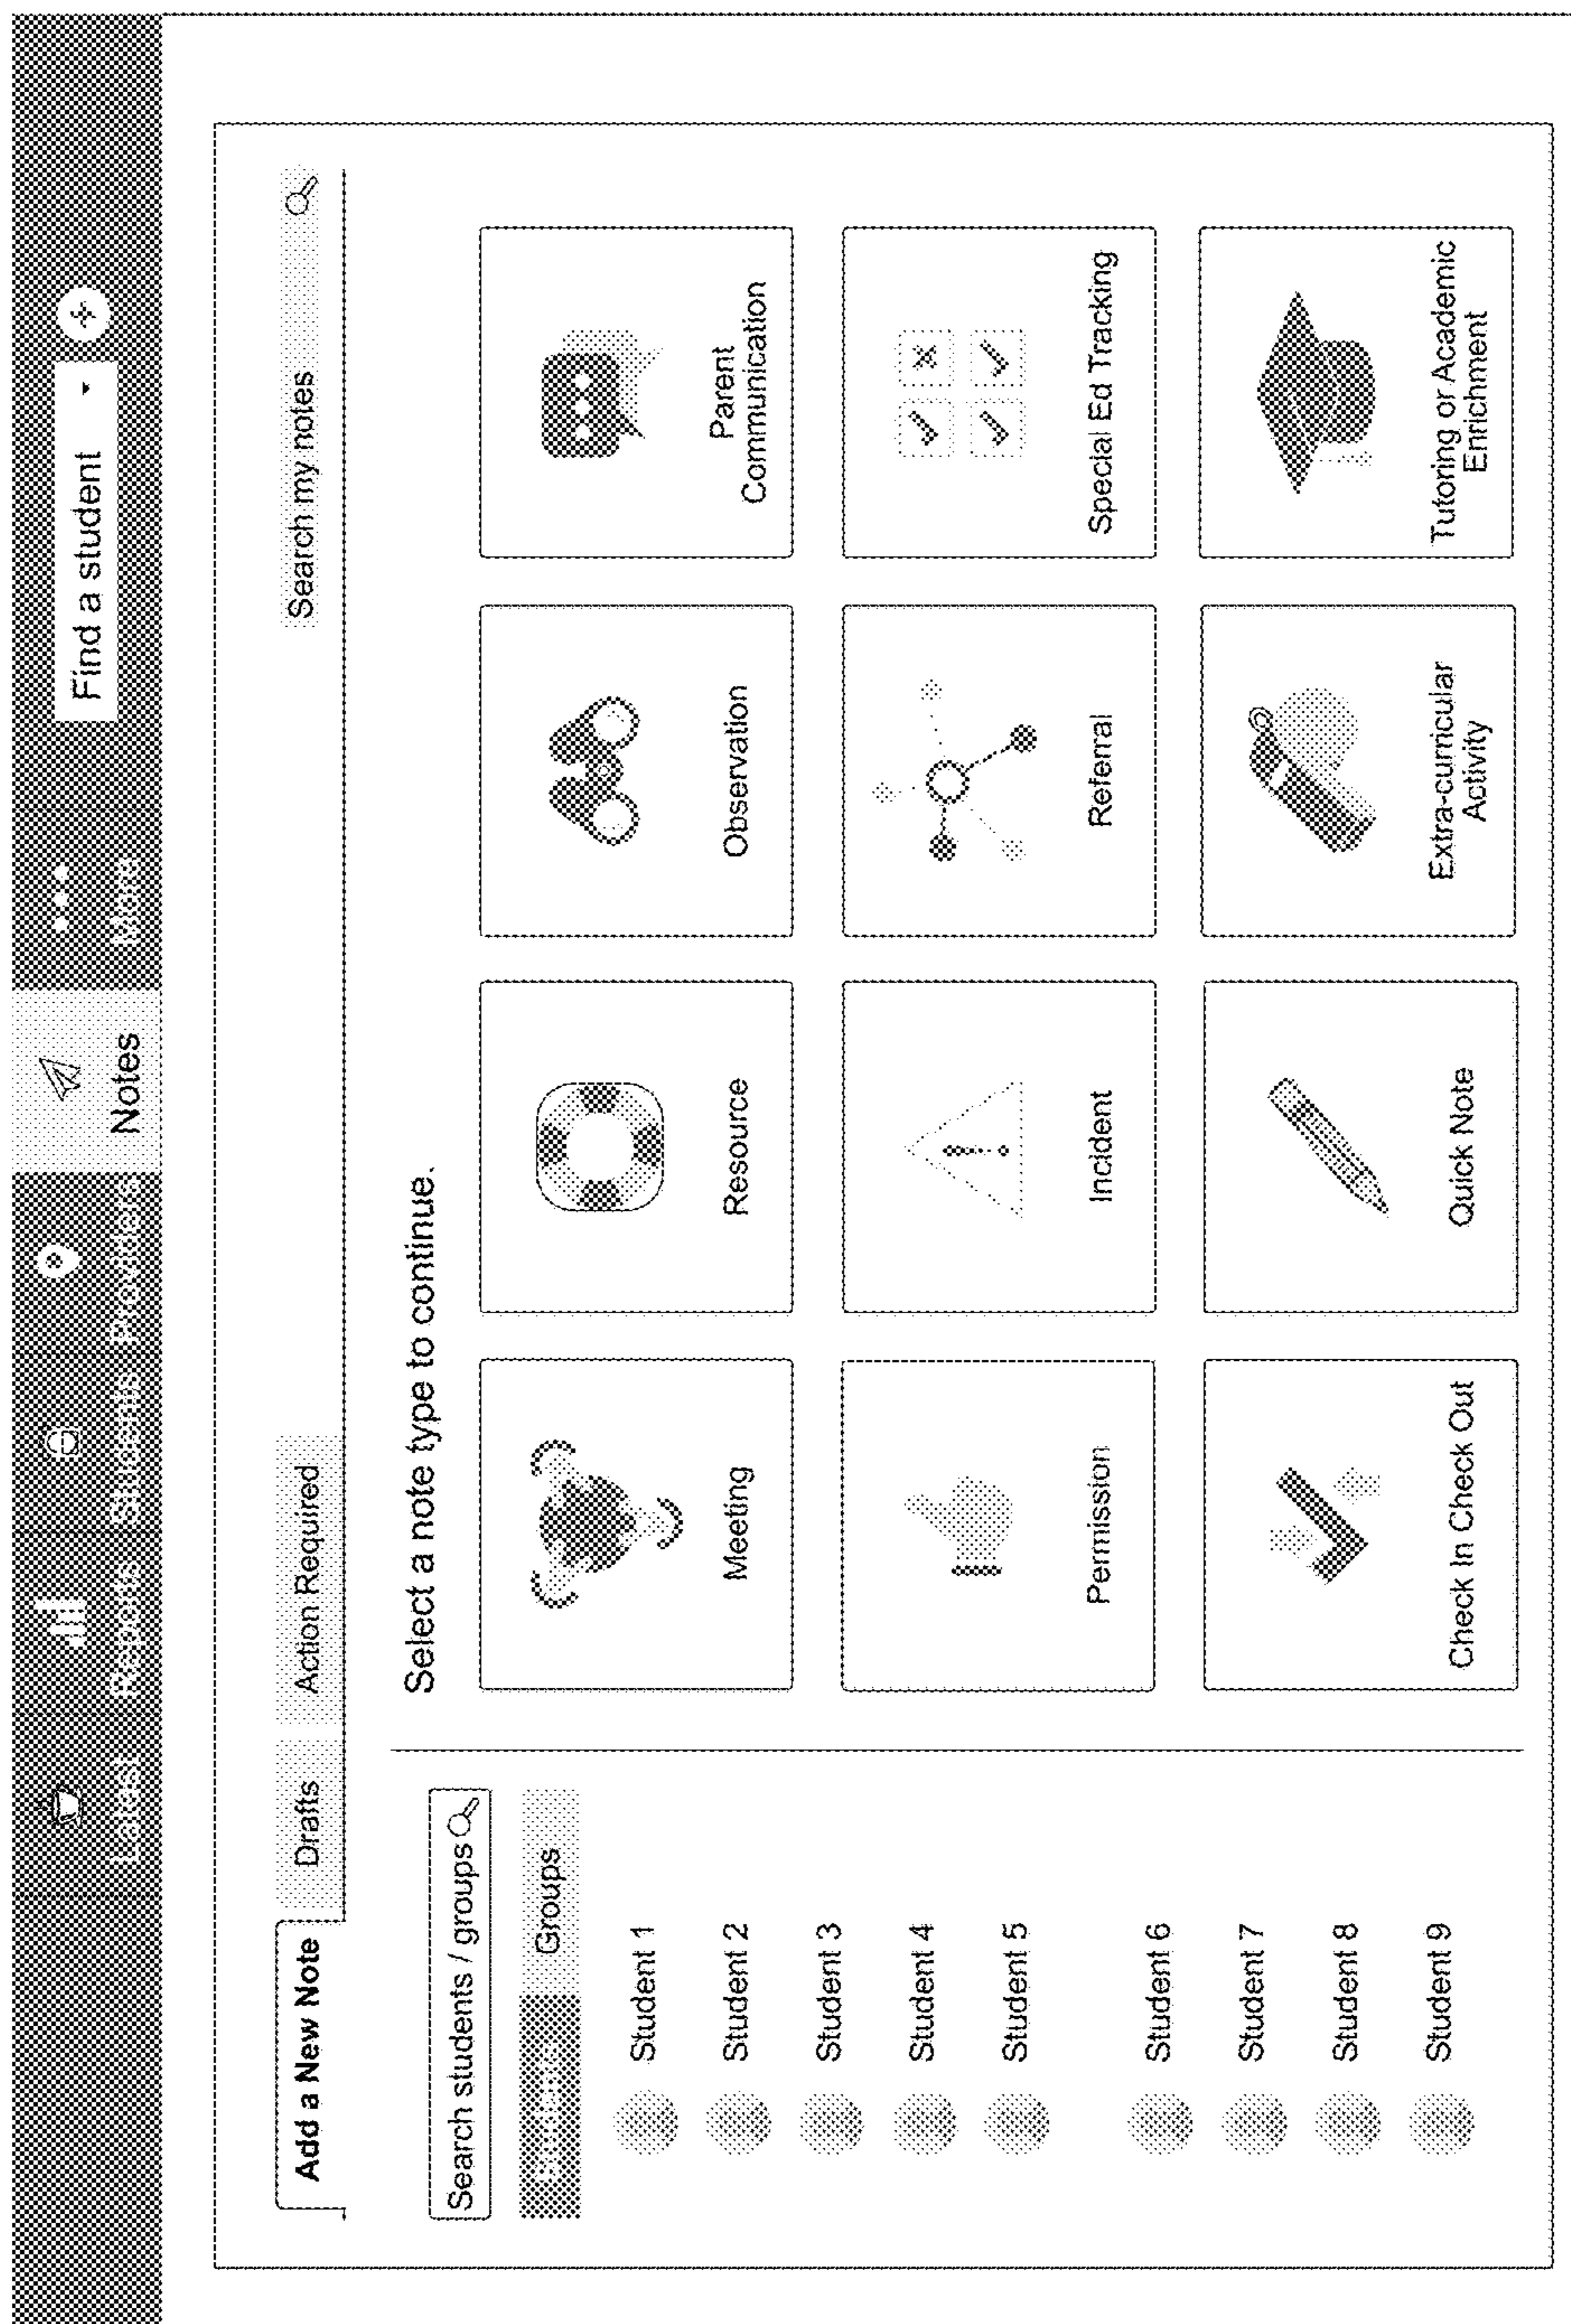 Latest
Reports
Students
Providers
Notes
More
Find a student
Add a New Note
Drafts
Action Required
Search my notes
Search students / groups
Students
Groups
Student 1
Student 2
Student 3
Student 4
Student 5
Student 6
Student 7
Student 8
Student 9
Select a note type to continue.
Meeting
Resource
Observation
Parent
Communication
Permission
Incident
Referral
Special Ed Tracking
Check In Check Out
Quick Note
Extra-curricular
Activity
Tutoring or Academic
Enrichment